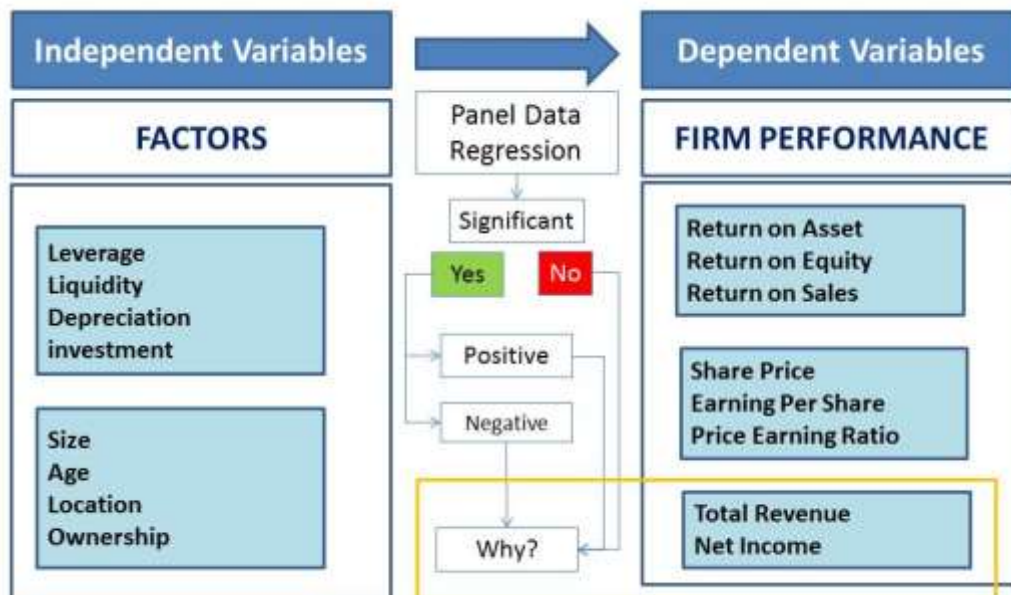 Independent Variables
FACTORS
Leverage
Liquidity
Depreciation
investment
Size
Age
Location
Ownership
Panel Data
Regression
Significant
Yes
No
Positive
Negative
Why?
Dependent Variables
FIRM PERFORMANCE
Return on Asset
Return on Equity
Return on Sales
Share Price
Earning Per Share
Price Earning Ratio
Total Revenue
Net Income